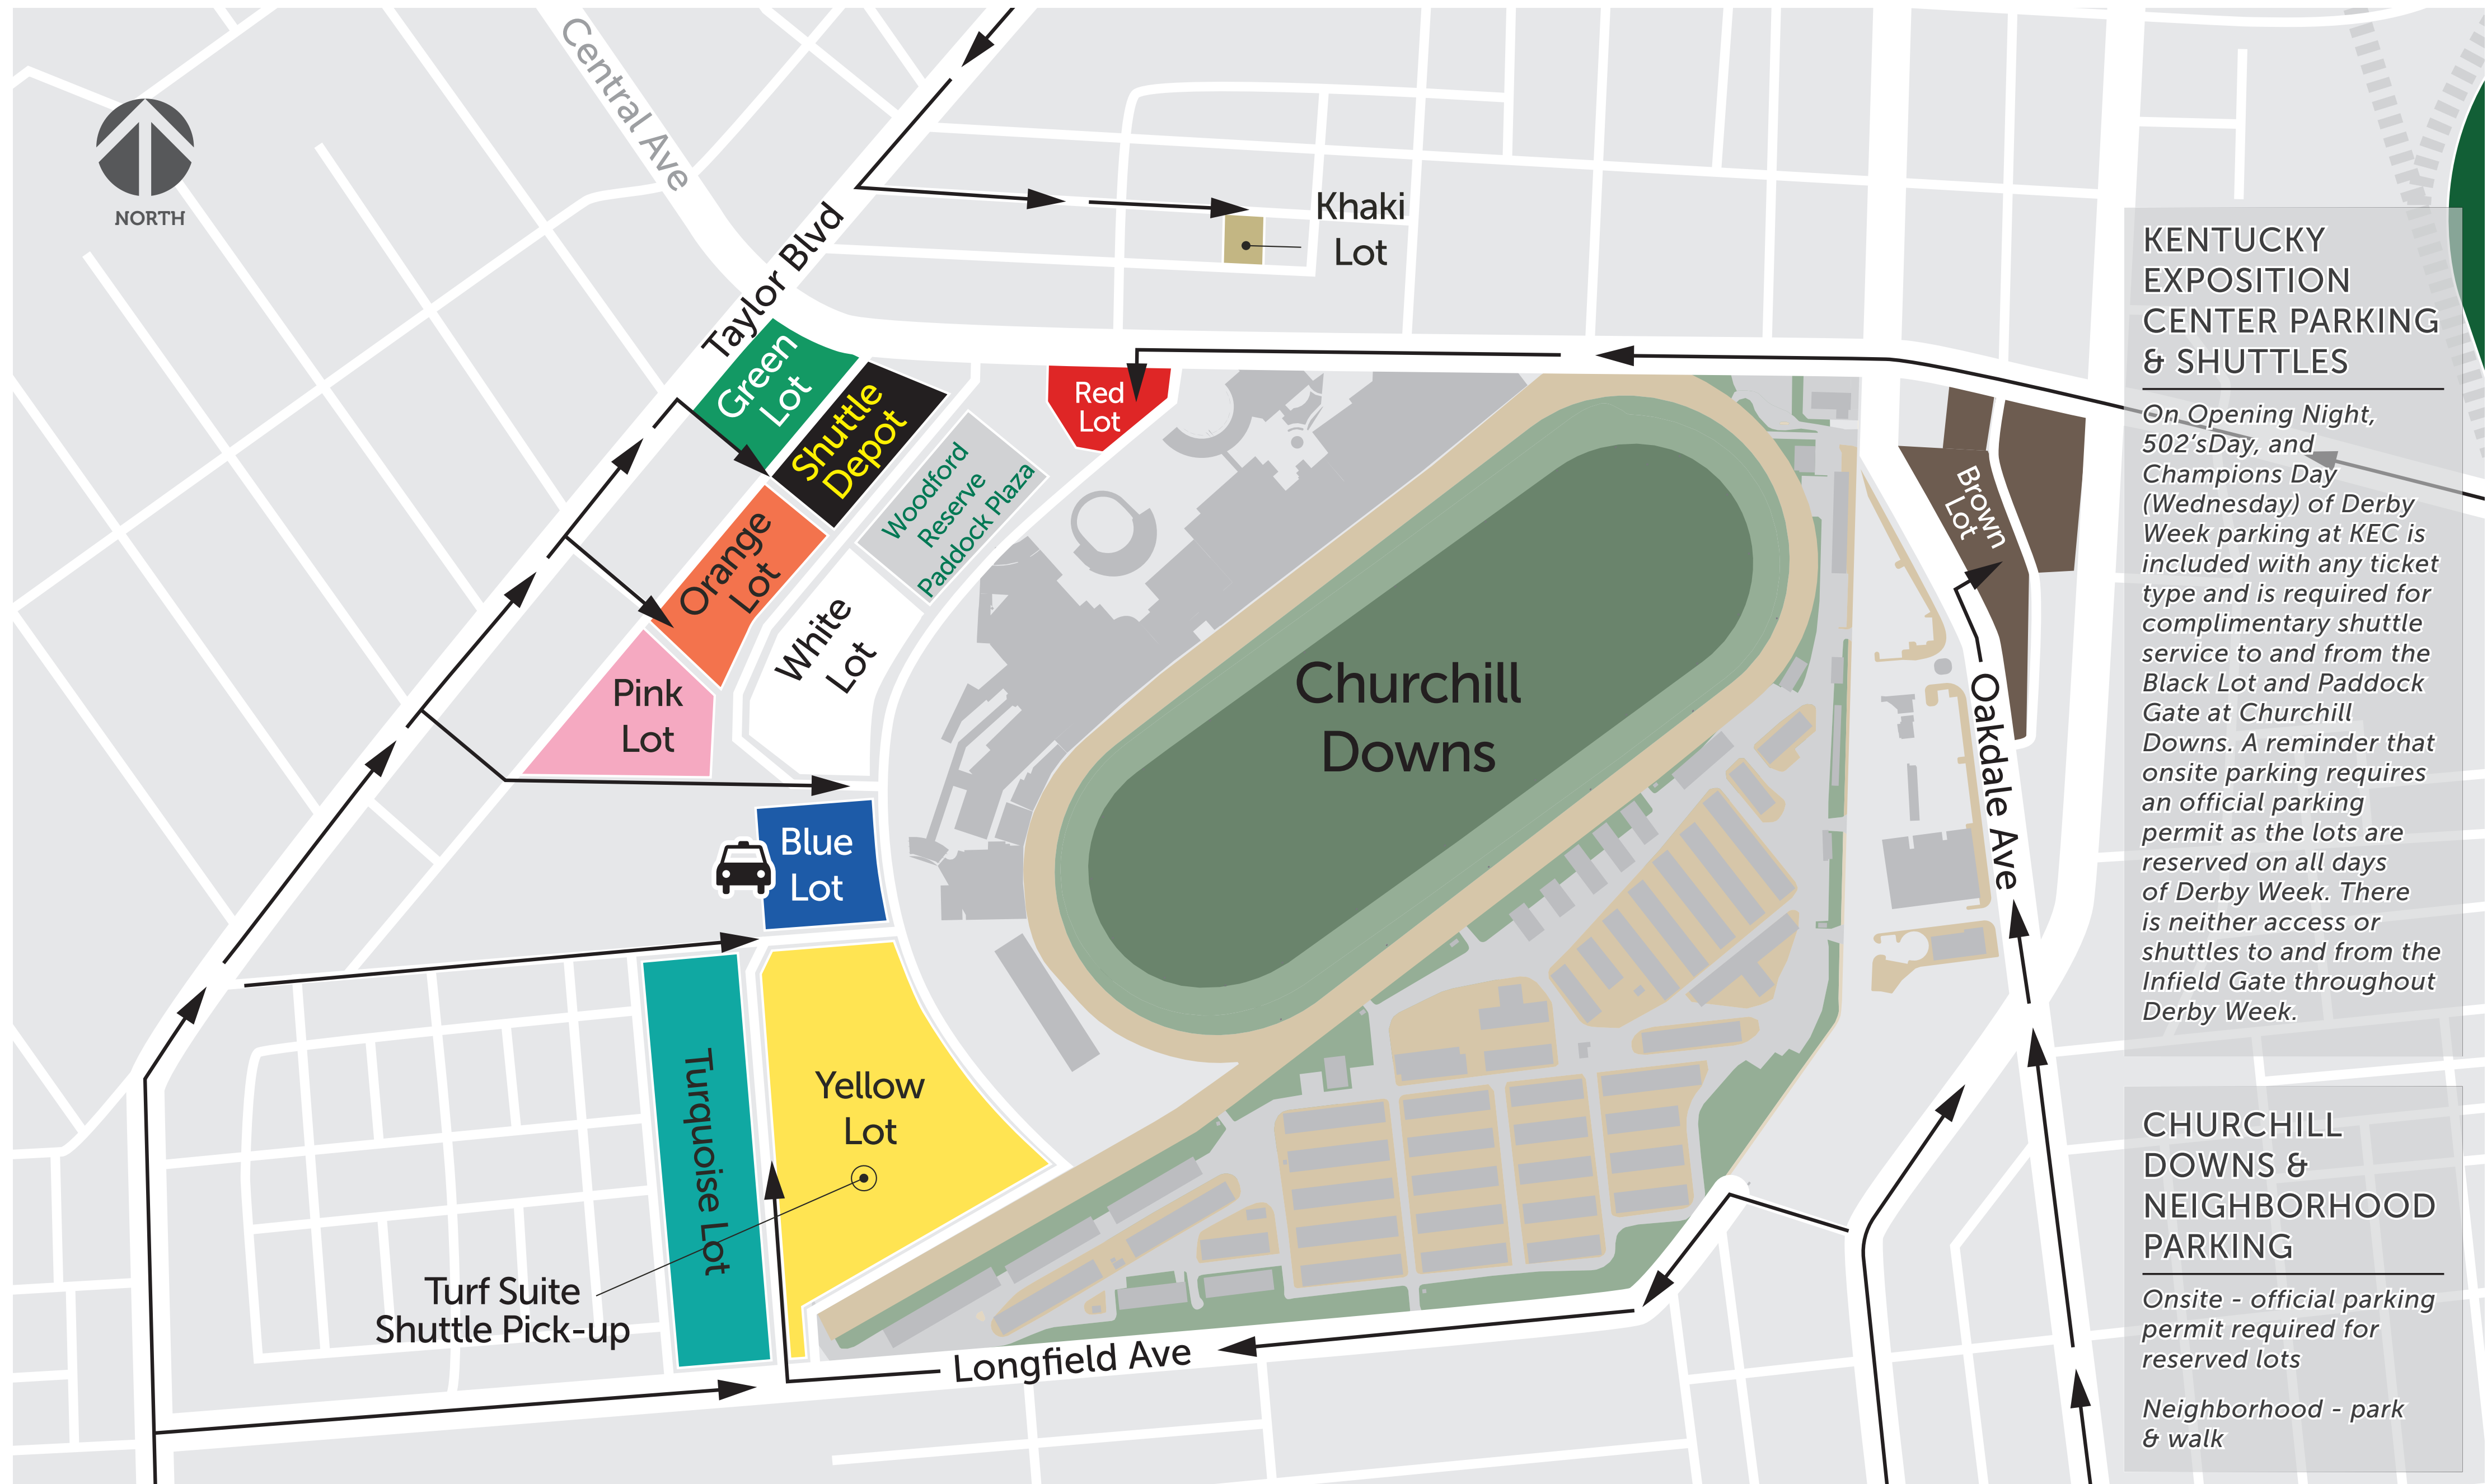 Central Ave
NORTH
Taylor Blvd
Khaki
Lot
Green
Lot
Shuttle
Depot
Red
Lot
Woodford
Reserve
Paddock Plaza
Orange
Lot
White
Lot
Pink
Lot
Blue
Lot
Churchill
Downs
Brown
Lot
Oakdale Ave
Yellow
Lot
Turquoise Lot
Turf Suite
Shuttle Pick-up
Longfield Ave
KENTUCKY
EXPOSITION
CENTER PARKING
& SHUTTLES
On Opening Night,
502'sDay, and
Champions Day
(Wednesday) of Derby
Week parking at KEC is
included with any ticket
type and is required for
complimentary shuttle
service to and from the
Black Lot and Paddock
Gate at Churchill
Downs. A reminder that
onsite parking requires
an official parking
permit as the lots are
reserved on all days
of Derby Week. There
is neither access or
shuttles to and from the
Infield Gate throughout
Derby Week.
CHURCHILL
DOWNS &
NEIGHBORHOOD
PARKING
Onsite - official parking
permit required for
reserved lots
Neighborhood - park
& walk